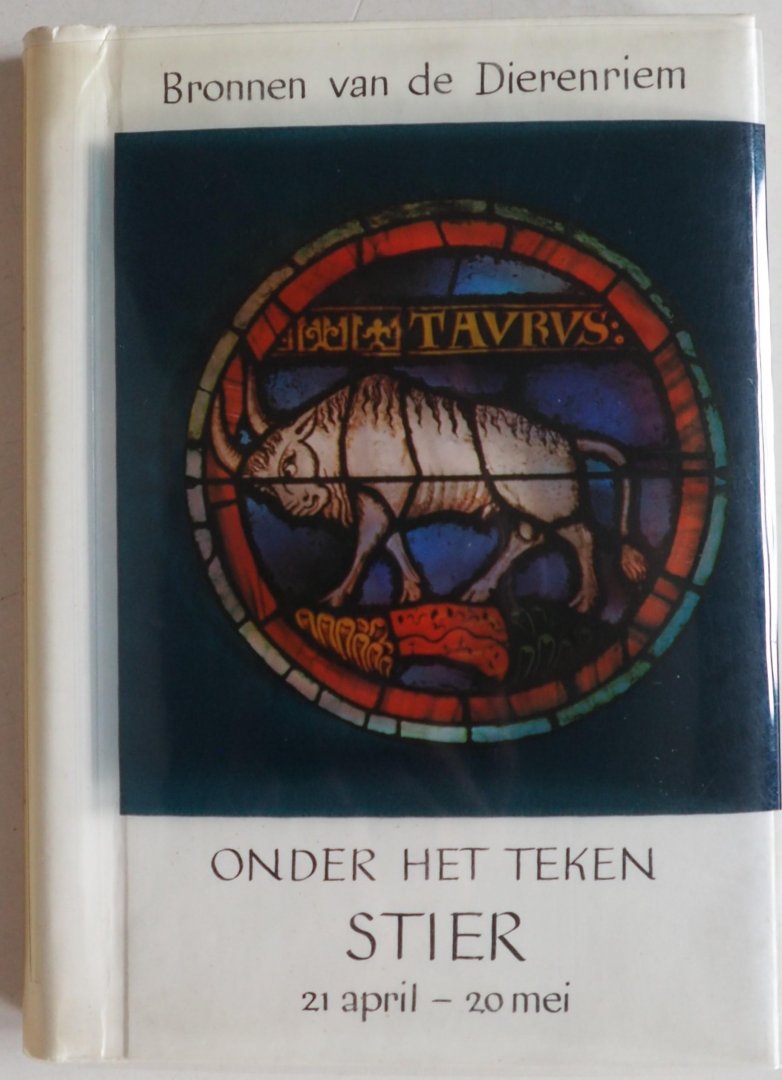 Bronnen van de Dierenriem
TAVRVS:
ONDER HET TEKEN
STIER
21 april – 20 mei